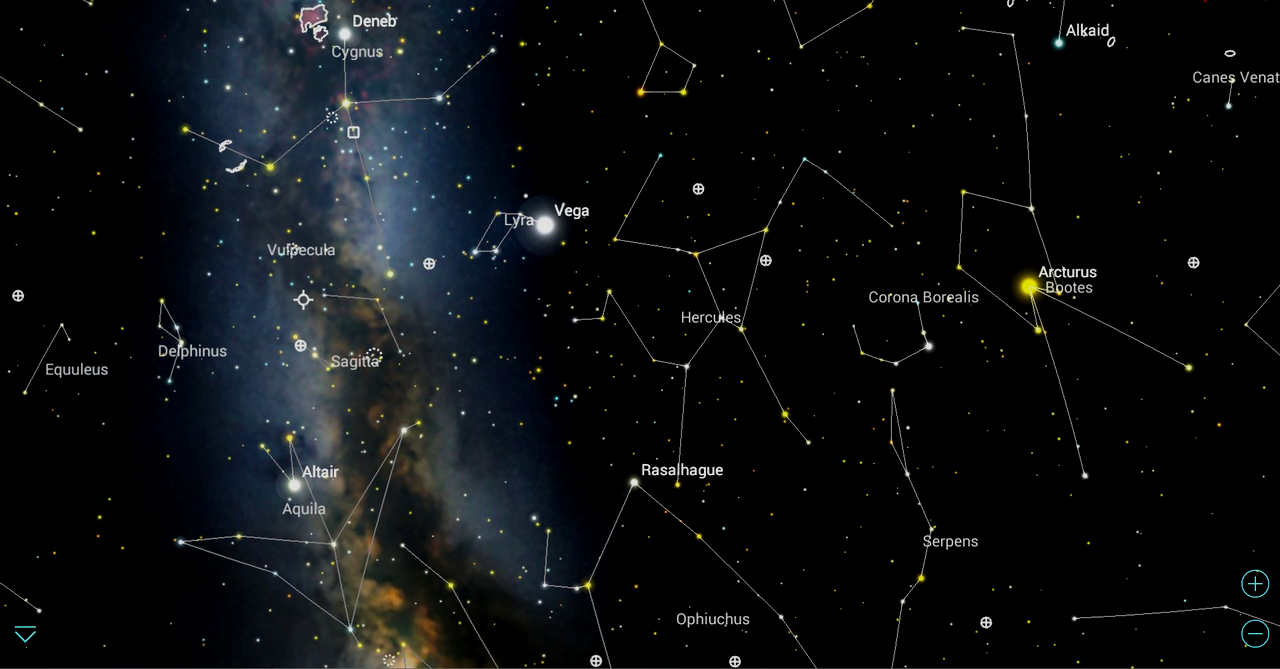 Deneb
Cygnus
Alkaid
Canes Venat
Vega
Lyra
Vulpecula
Arcturus
Bootes
Corona Borealis
Hercules
Delphinus
Sagitta
Equuleus
Rasalhague
Altair
Aquila
Serpens
Ophiuchus